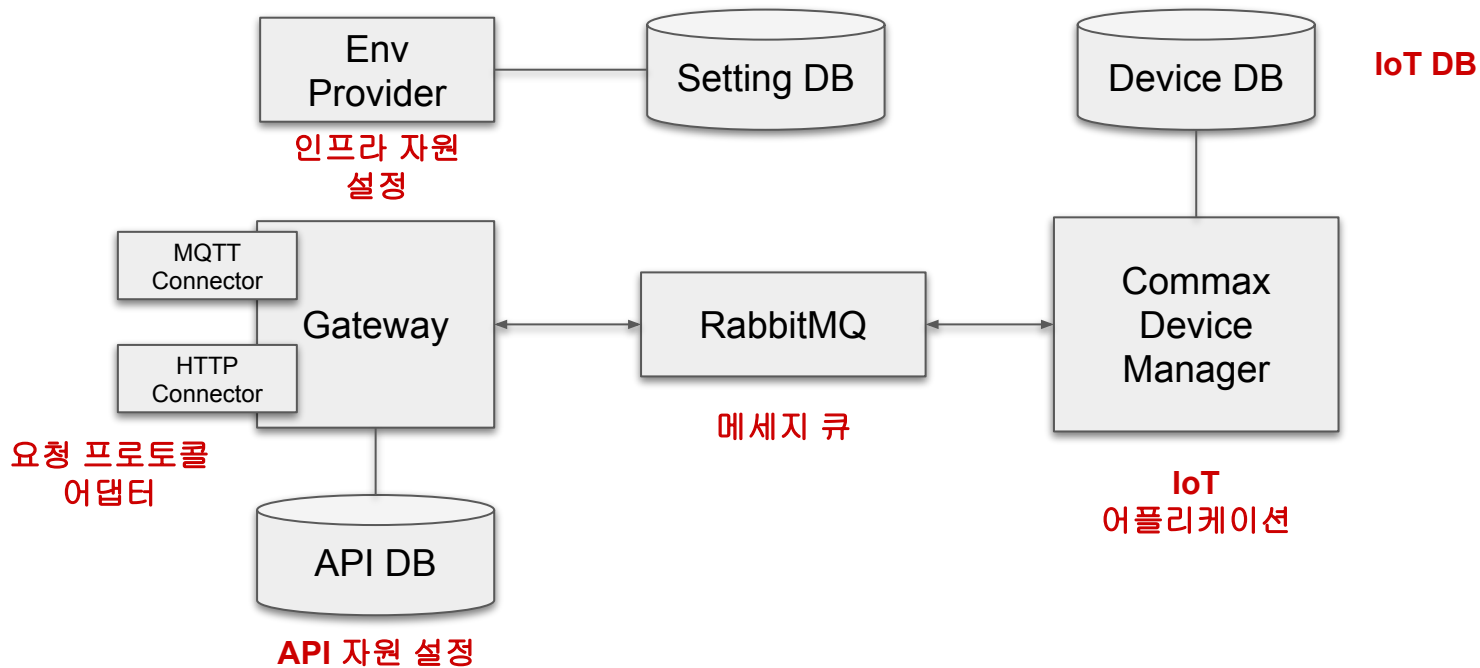 Env
Provider
Setting DB
Device DB
IoT DB
인프라 자원
설정
MQTT
Connector
Gateway
HTTP
Connector
RabbitMQ
Commax
Device
Manager
메세지 큐
요청 프로토콜
어댑터
IoT
어플리케이션
API DB
API 자원 설정